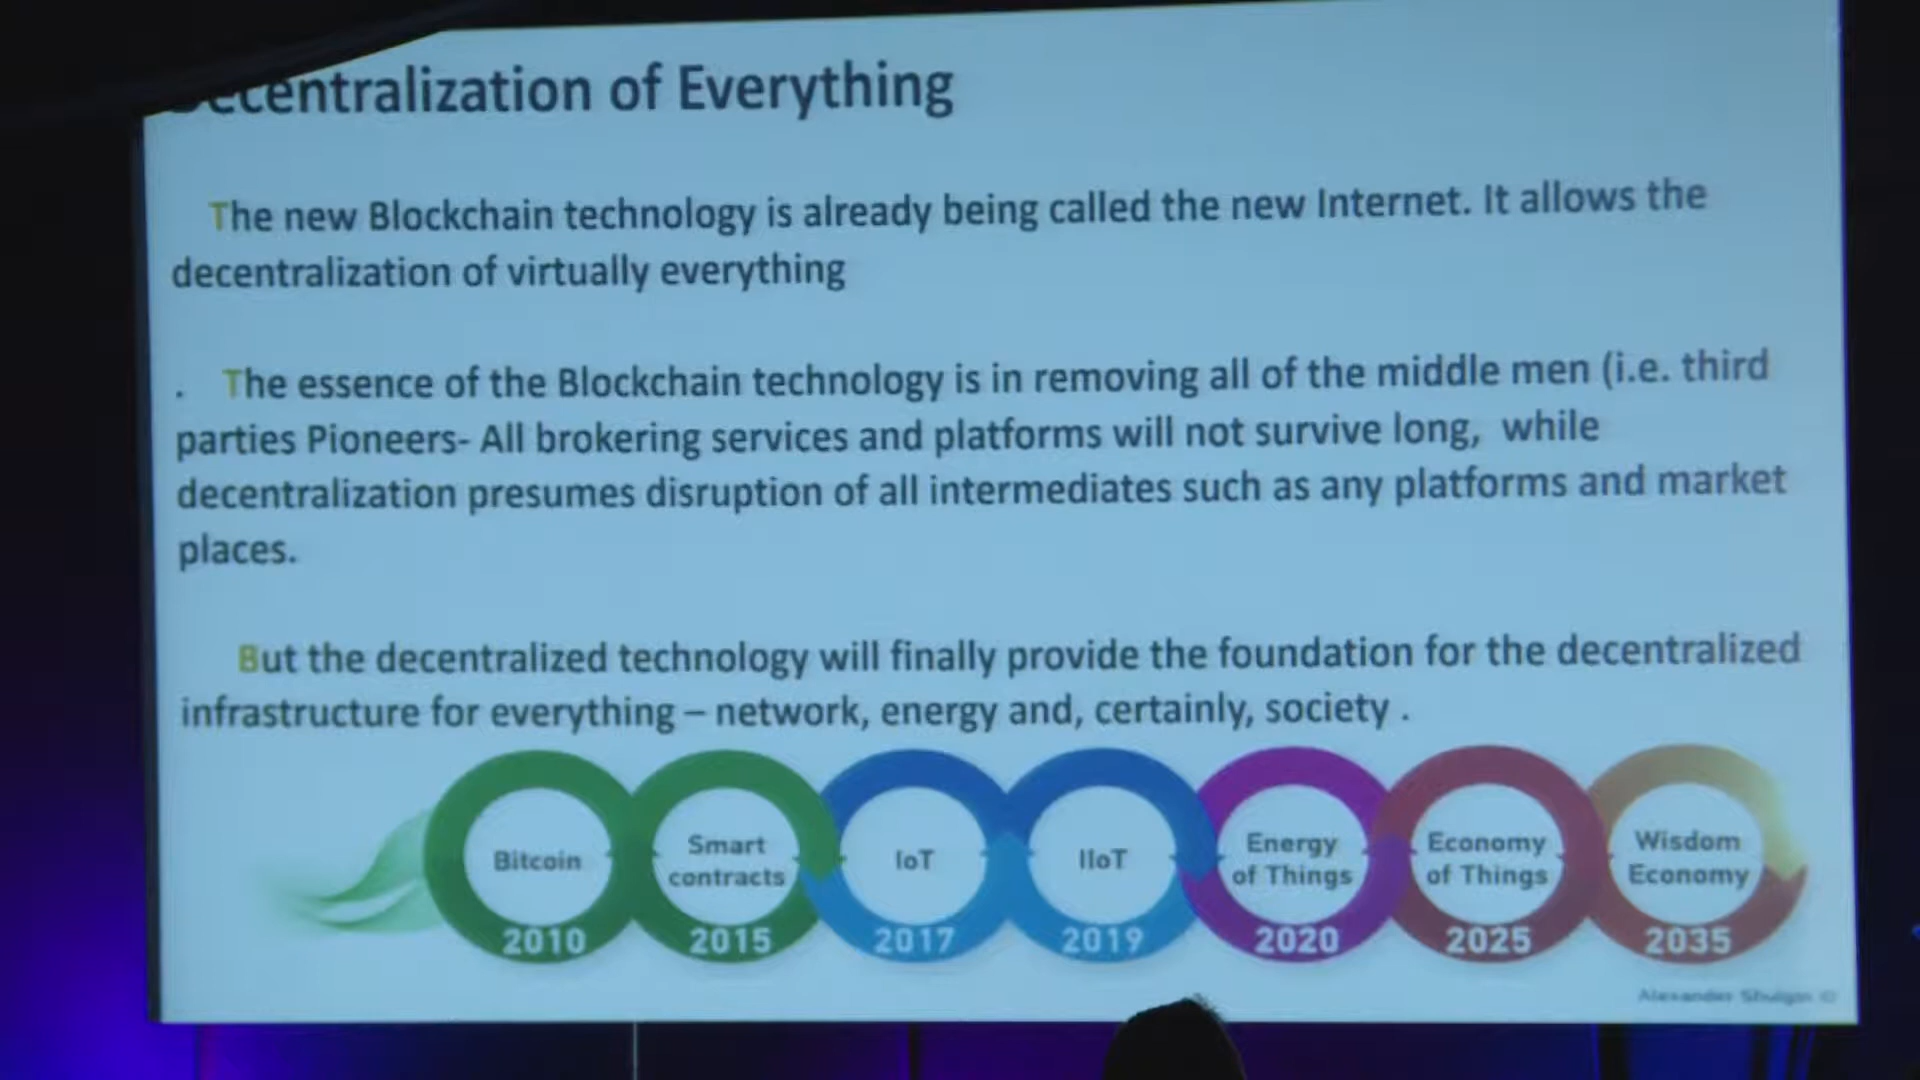 Decentralization of Everything
The new Blockchain technology is already being called the new Internet. It allows the
decentralization of virtually everything
. The essence of the Blockchain technology is in removing all of the middle men (i.e. third
parties Pioneers- All brokering services and platforms will not survive long, while
decentralization presumes disruption of all intermediates such as any platforms and market
places.
But the decentralized technology will finally provide the foundation for the decentralized
infrastructure for everything – network, energy and, certainly, society .
Bitcoin
2010
Smart
contracts
2015
IoT
2017
IIoT
2019
Energy
of Things
2020
Economy
of Things
2025
Wisdom
Economy
2035
Alexander Shulgin ©